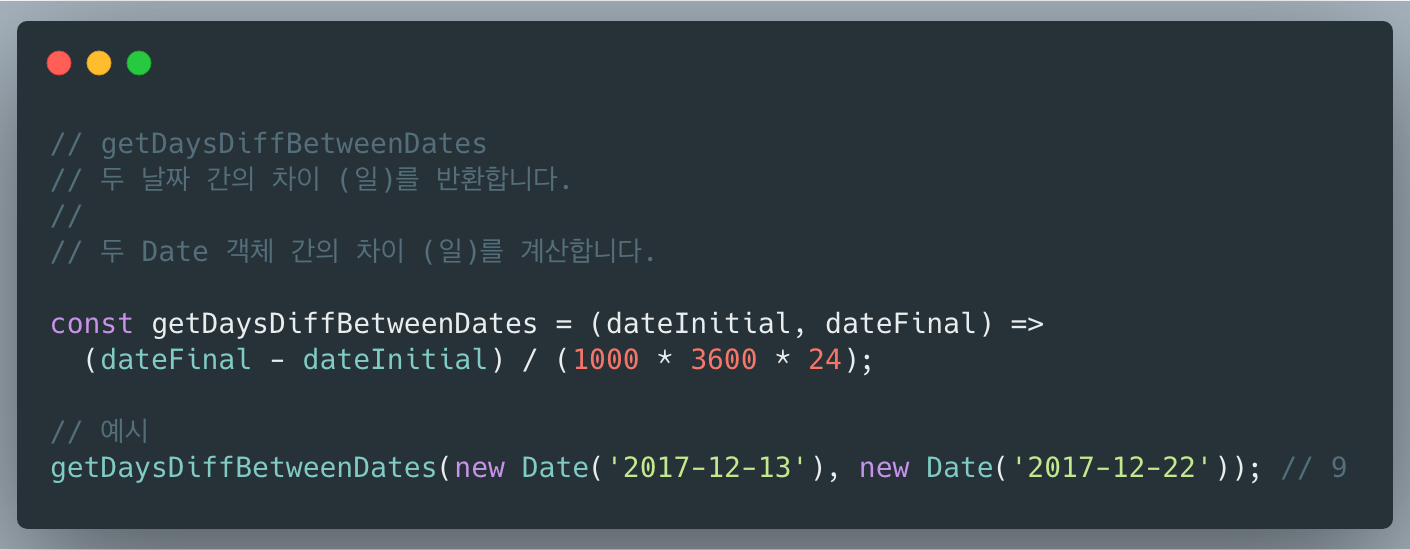 // getDaysDiffBetweenDates
// 두 날짜 간의 차이 (일)를 반환합니다.
//
// 두 Date 객체 간의 차이 (일)를 계산합니다.
const getDaysDiffBetweenDates = (dateInitial, dateFinal) =>
(dateFinal - dateInitial) / (1000 * 3600 * 24);
// 예시
getDaysDiffBetweenDates(new Date('2017-12-13'), new Date('2017-12-22')); // 9